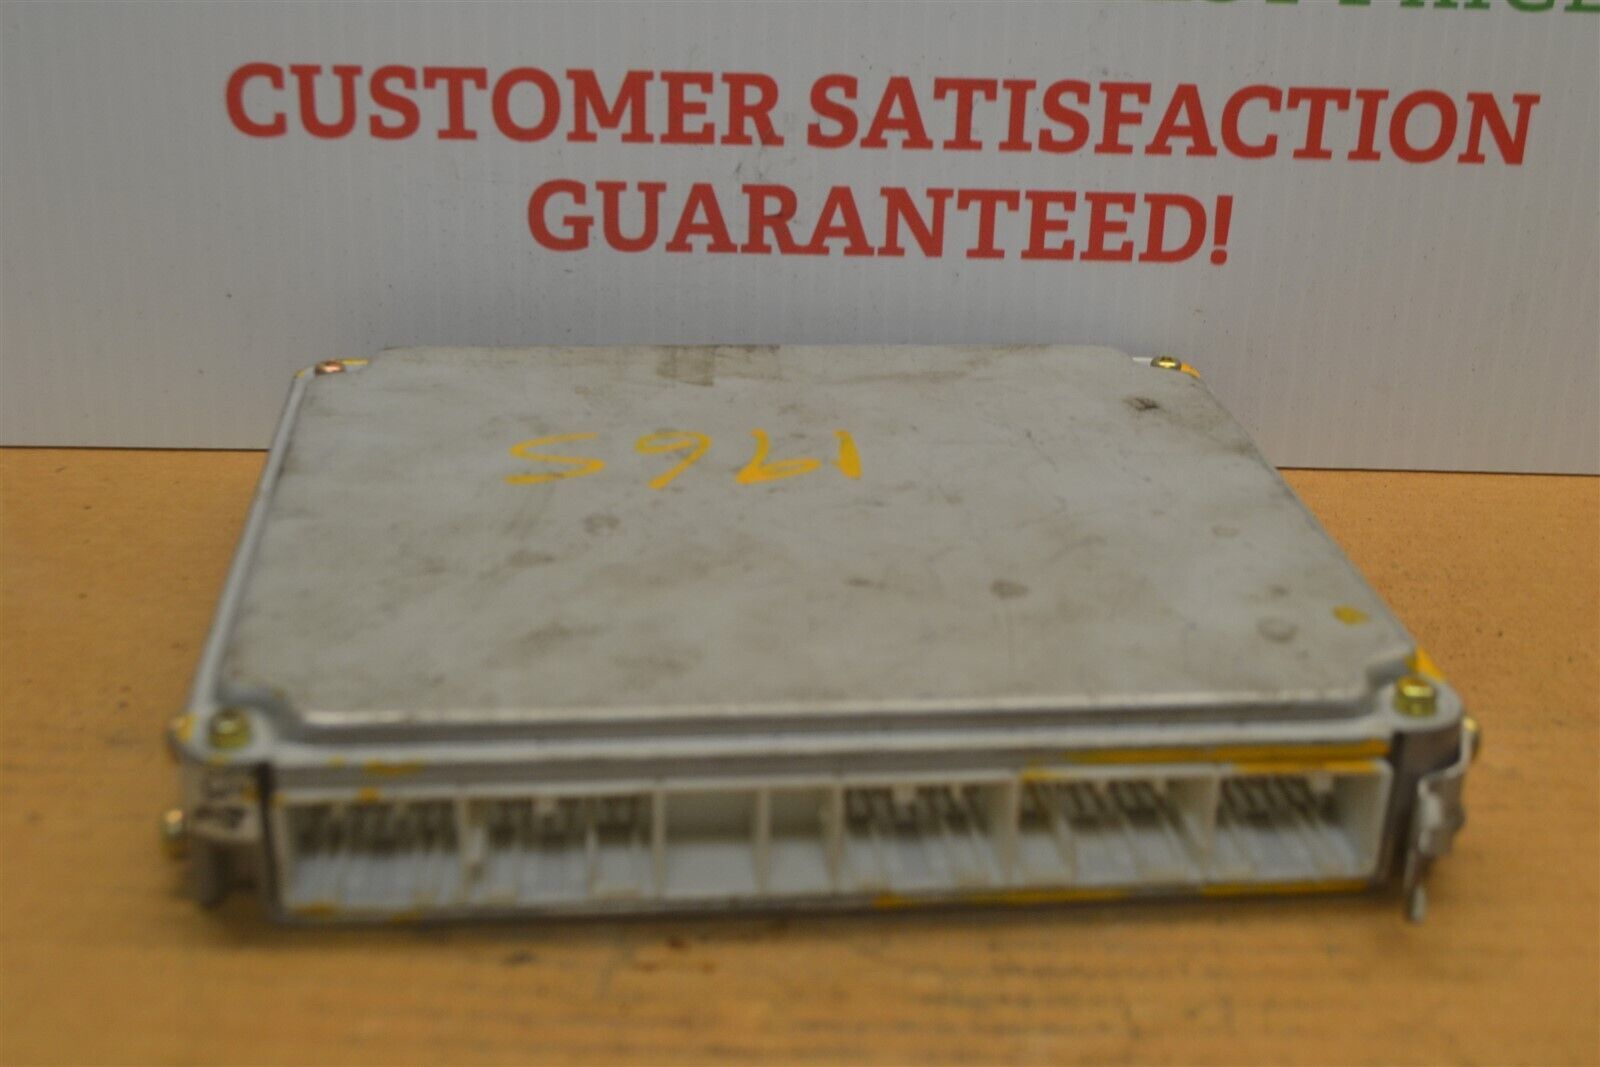 CUSTOMER SATISFACTION
GUARANTEED!
1965